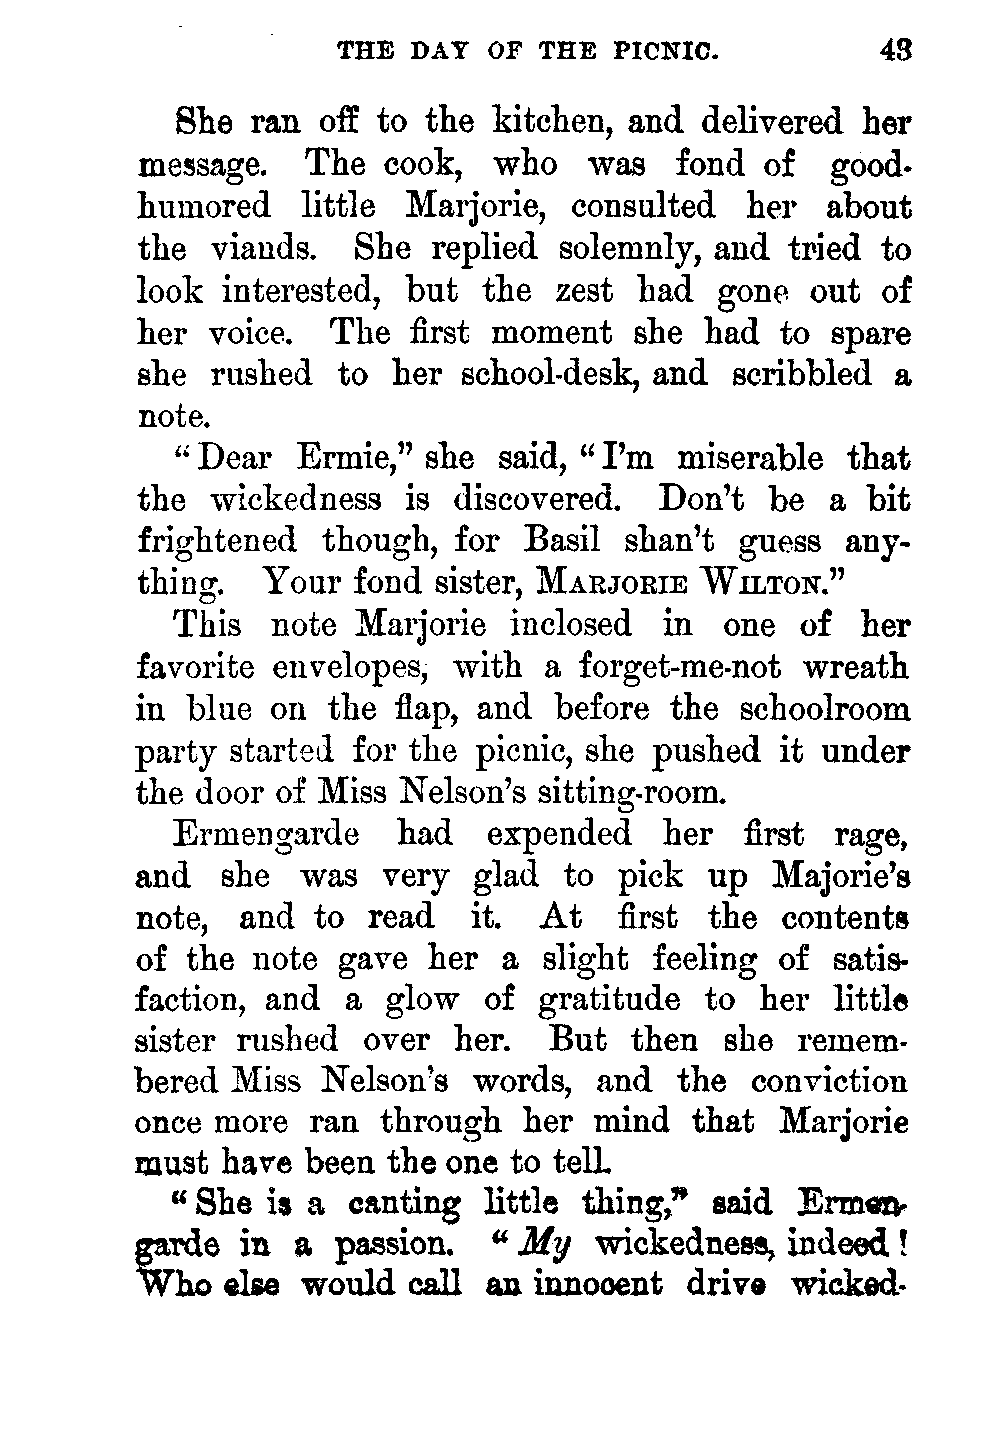 THE DAY OF THE PICNIC. 43
She ran off to the kitchen, and delivered her
message. The cook, who was fond of good-
humored little Marjorie, consulted her about
the viands. She replied solemnly, and tried to
look interested, but the zest had gone out of
her voice. The first moment she had to spare
she rushed to her school-desk, and scribbled a
note.
“Dear Ermie,” she said, “I’m miserable that
the wickedness is discovered. Don’t be a bit
frightened though, for Basil shan’t guess any-
thing. Your fond sister, MARJORIE WILTON.”
This note Marjorie inclosed in one of her
favorite envelopes, with a forget-me-not wreath
in blue on the flap, and before the schoolroom
party started for the picnic, she pushed it under
the door of Miss Nelson’s sitting-room.
Ermengarde had expended her first rage,
and she was very glad to pick up Majorie’s
note, and to read it. At first the contents
of the note gave her a slight feeling of satis-
faction, and a glow of gratitude to her little
sister rushed over her. But then she remem-
bered Miss Nelson’s words, and the conviction
once more ran through her mind that Marjorie
must have been the one to tell.
“She is a canting little thing,” said Ermen-
garde in a passion. “My wickedness, indeed!
Who else would call an innocent drive wicked-